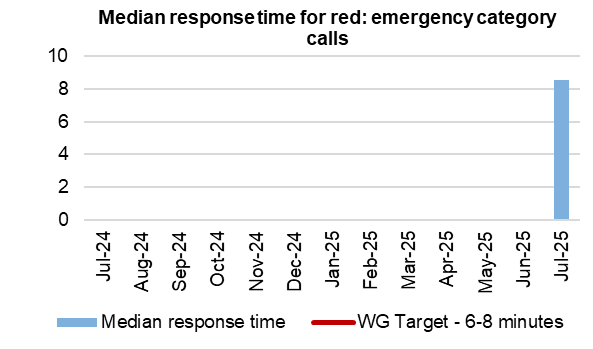 Median response time for red: emergency category
calls
10
8
6
4
2
0
Jul-24
Aug-24
Sep-24
Oct-24
Nov-24
Dec-24
Jan-25
Feb-25
Mar-25
Apr-25
May-25
Jun-25
Jul-25
Median response time
WG Target - 6-8 minutes